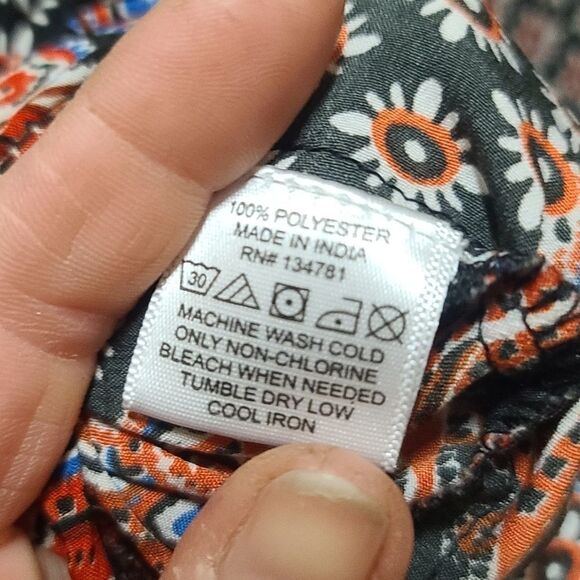 100% POLYESTER
MADE IN INDIA
RN# 134781
30
MACHINE WASH COLD
ONLY NON-CHLORINE
BLEACH WHEN NEEDED
TUMBLE DRY LOW
COOL IRON